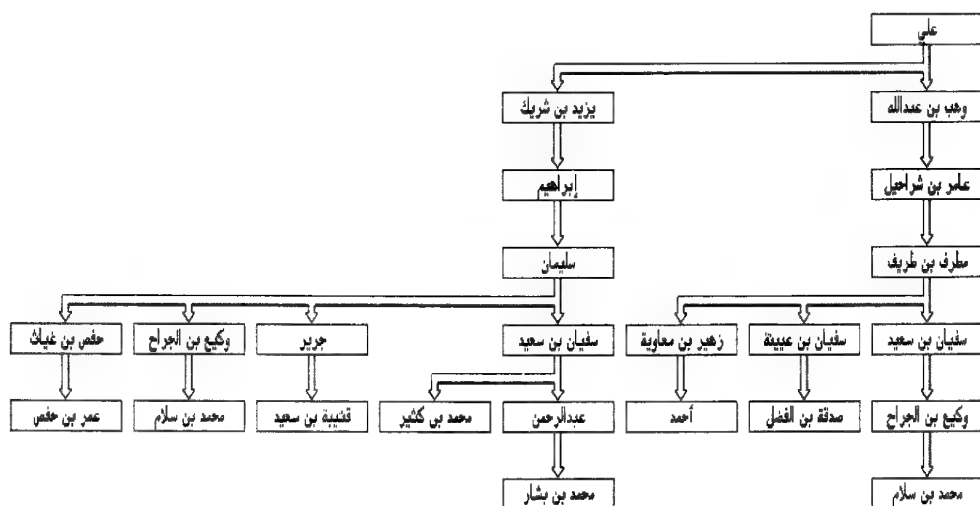 علي
وهب بن عبدالله
يزيد بن شريك
عامر بن شراحيل
إبراهيم
مطرف بن طريف
سليمان
سفيان بن سعيد
سفيان بن عيينة
زهير بن معاوية
سفيان بن سعيد
جرير
وكيع بن الجراح
حفص بن غياث
وكيع بن الجراح
صدقة بن الفضل
أحمد
عبدالرحمن
محمد بن كثير
قتيبة بن سعيد
محمد بن سلام
عمر بن حفص
محمد بن سلام
محمد بن بشار